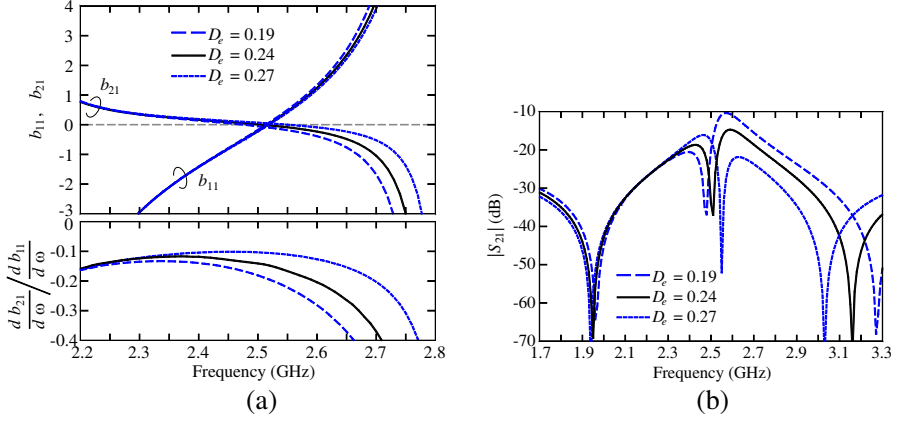 4
3
2
1
0
-1
-2
-3
b₁₁, b₂₁
Dₑ = 0.19
Dₑ = 0.24
Dₑ = 0.27
b₂₁
b₁₁
0
-0.1
-0.2
-0.3
-0.4
d b₂₁ / d ω / d b₁₁ / d ω
2.2 2.3 2.4 2.5 2.6 2.7 2.8
Frequency (GHz)
(a)
-10
-20
-30
-40
-50
-60
-70
|S₂₁| (dB)
Dₑ = 0.19
Dₑ = 0.24
Dₑ = 0.27
1.7 1.9 2.1 2.3 2.5 2.7 2.9 3.1 3.3
Frequency (GHz)
(b)